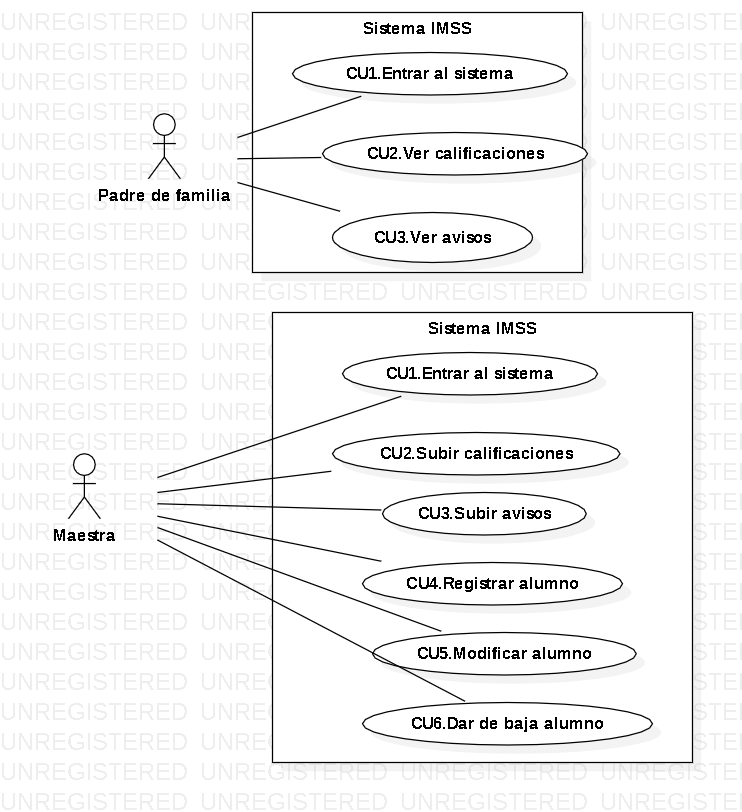 Sistema IMSS
CU1.Entrar al sistema
CU2.Ver calificaciones
Padre de familia
CU3.Ver avisos
Sistema IMSS
CU1.Entrar al sistema
CU2.Subir calificaciones
CU3.Subir avisos
Maestra
CU4.Registrar alumno
CU5.Modificar alumno
CU6.Dar de baja alumno
UNREGISTERED